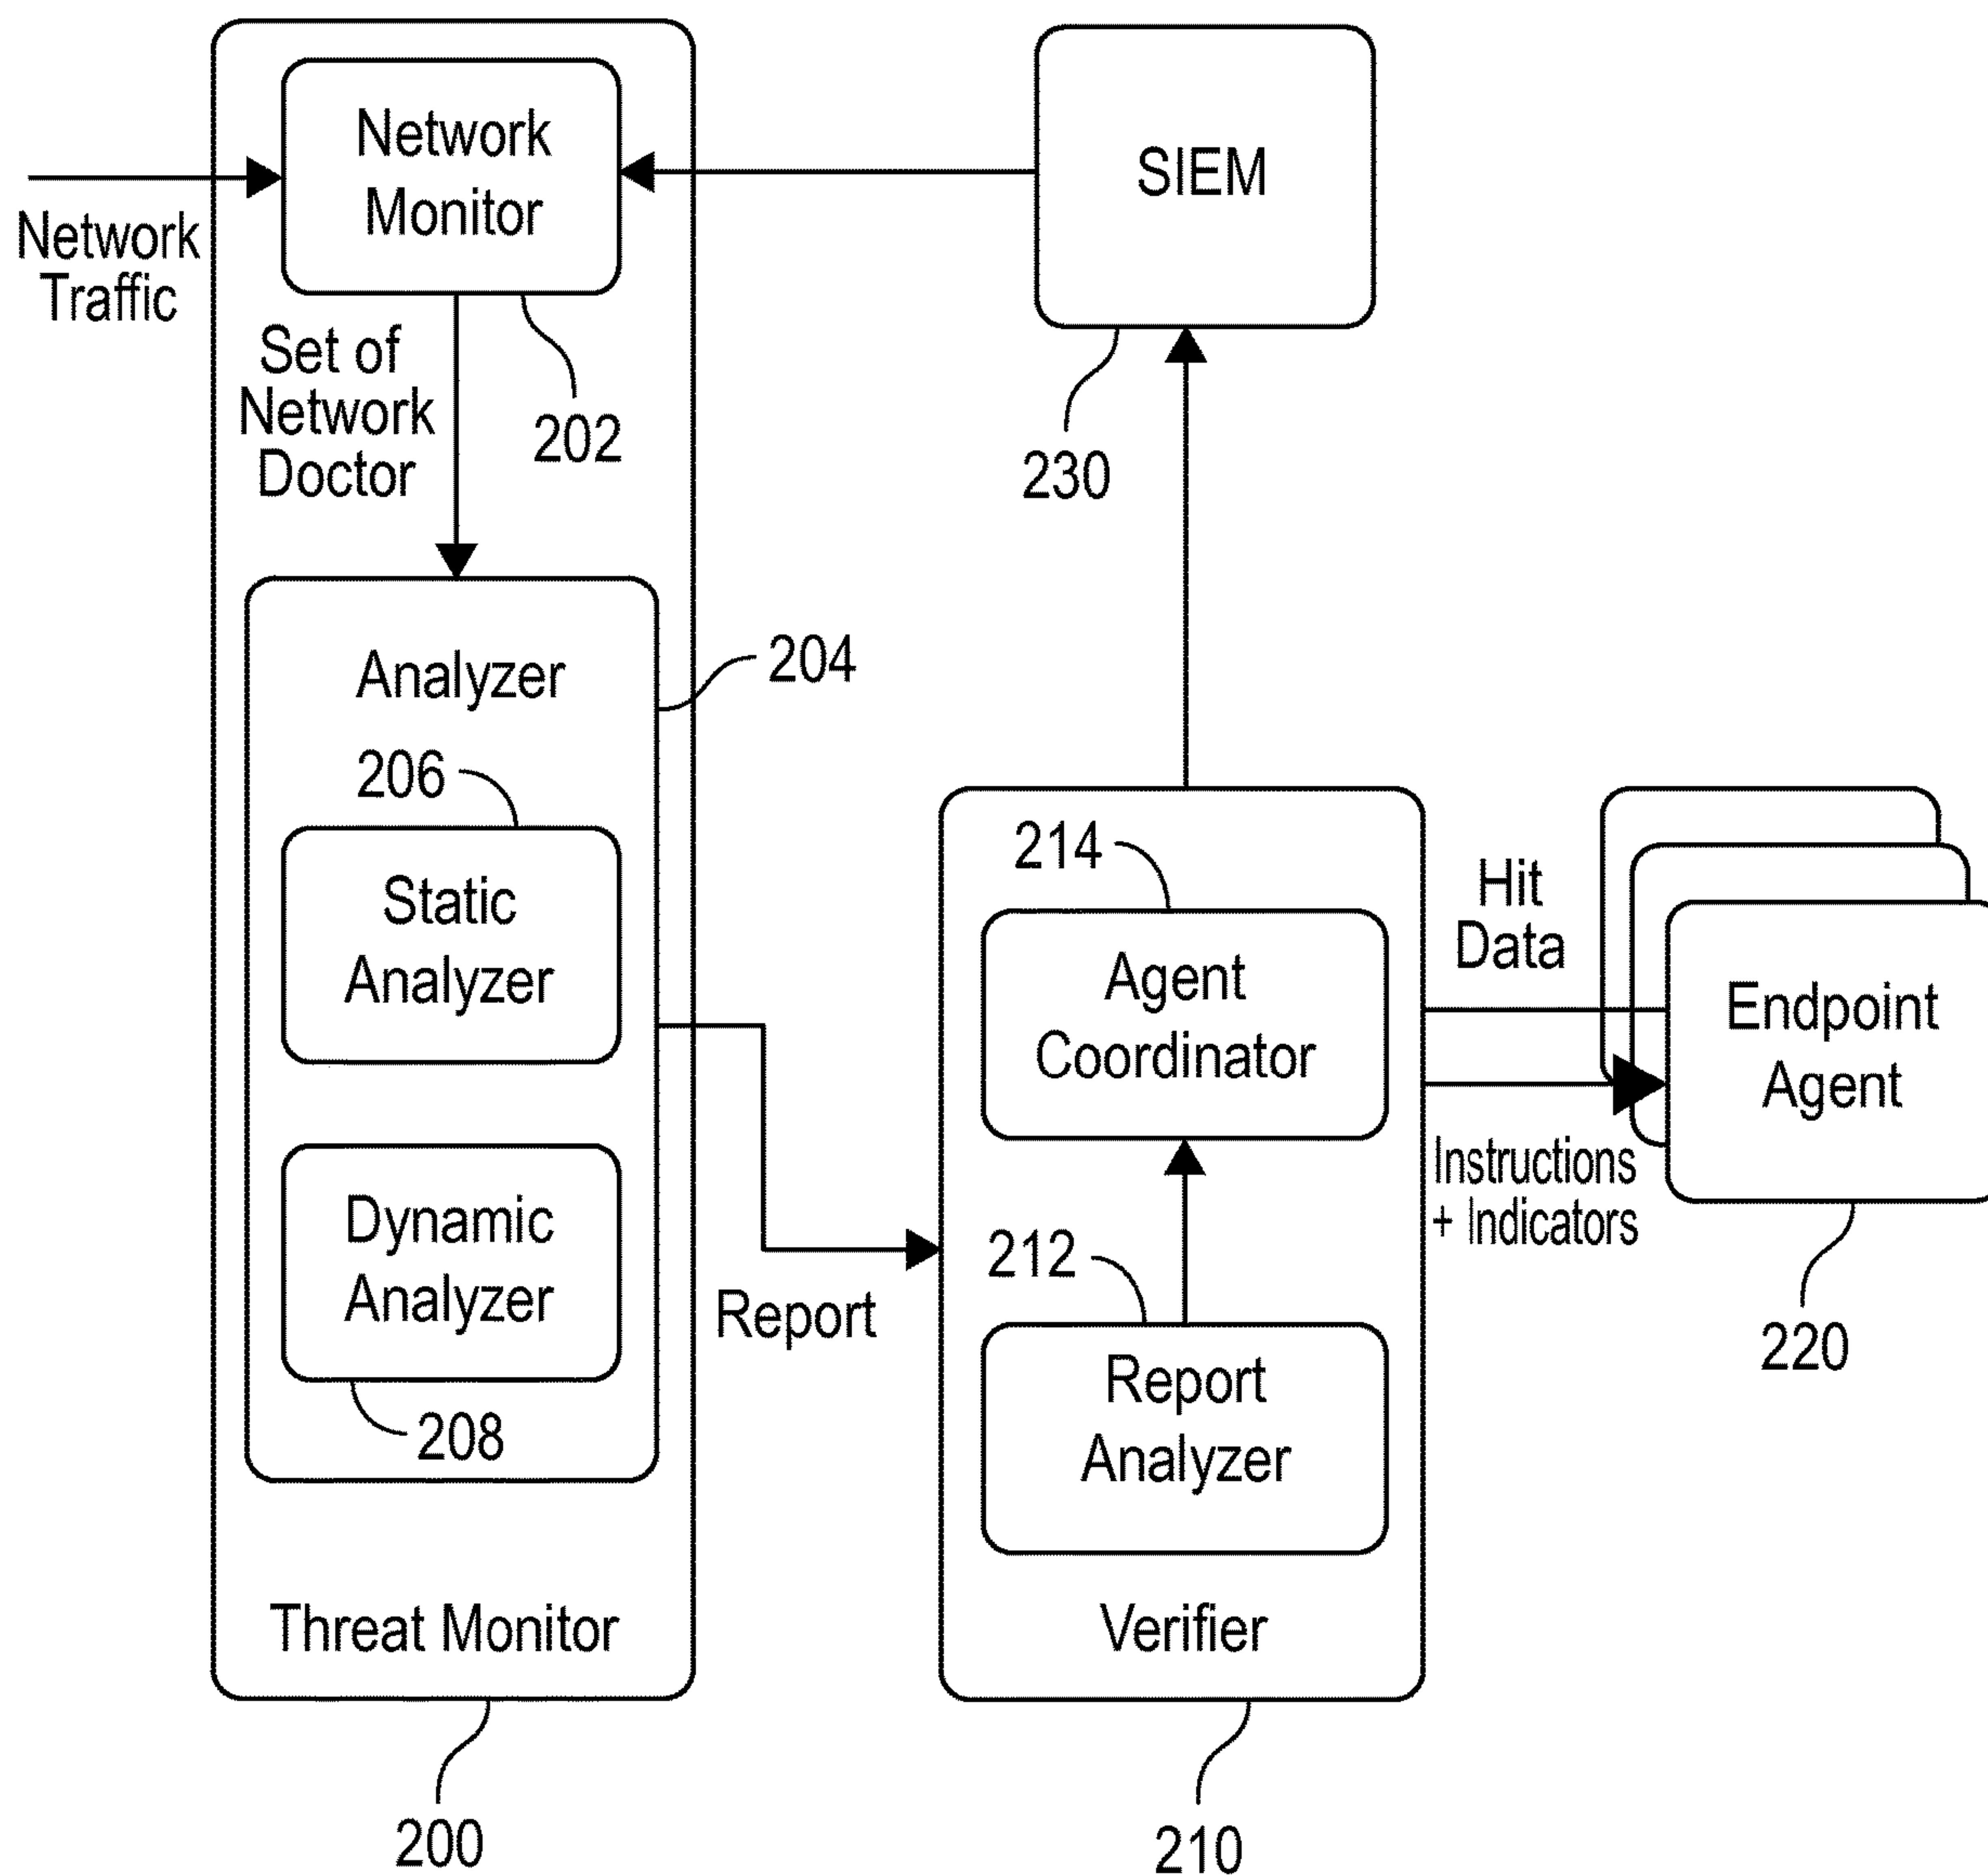 Network
Monitor
SIEM
Network
Traffic
Set of
Network
Doctor
202
230
Analyzer
204
206
Static
Analyzer
Dynamic
Analyzer
208
Report
Threat Monitor
200
214
Agent
Coordinator
212
Report
Analyzer
Verifier
210
Hit
Data
Instructions
+ Indicators
Endpoint
Agent
220